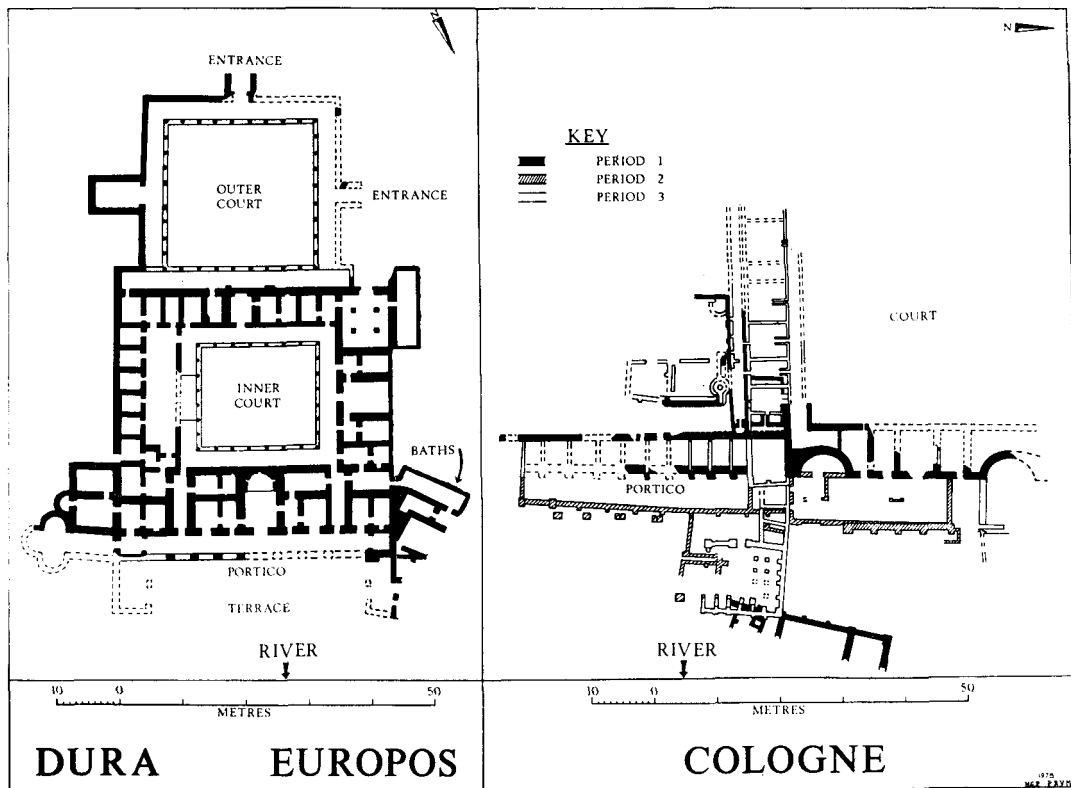 ENTRANCE
OUTER
COURT
ENTRANCE
INNER
COURT
BATHS
PORTICO
TERRACE
RIVER
10 0 50
METRES
DURA EUROPOS
N
KEY
PERIOD 1
PERIOD 2
PERIOD 3
COURT
PORTICO
RIVER
10 0 50
METRES
COLOGNE
1978